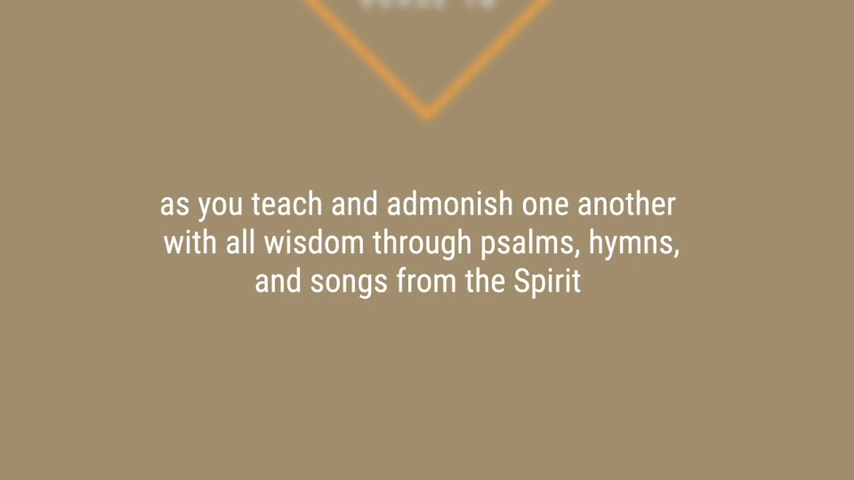 as you teach and admonish one another
with all wisdom through psalms, hymns,
and songs from the Spirit